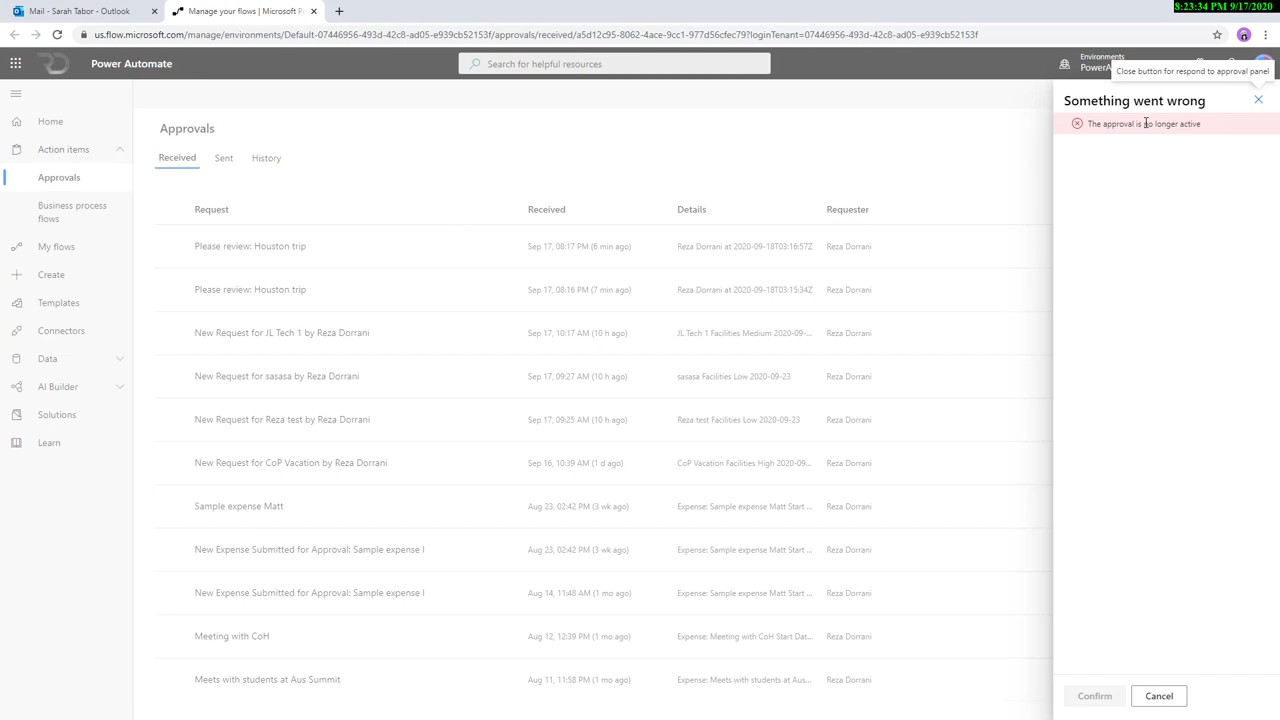 8:23:34 PM 9/17/2020
Mail - Sarah Tabor - Outlook
Manage your flows | Microsoft P
us.flow.microsoft.com/manage/environments/Default-07446956-493d-42c8-ad05-e939cb52153f/approvals/received/a5d12c95-8062-4ace-9cc1-977d56cfec79?loginTenant=07446956-493d-42c8-ad05-e939cb52153f
Power Automate
Search for helpful resources
Environments
PowerA
Close button for respond to approval panel
Home
Action items
Approvals
Business process
flows
My flows
Create
Templates
Connectors
Data
AI Builder
Solutions
Learn
Approvals
Received Sent History
Request Received Details Requester
Please review: Houston trip Sep 17, 08:17 PM (6 min ago) Reza Dorrani at 2020-09-18T03:16:57Z Reza Dorrani
Please review: Houston trip Sep 17, 08:16 PM (7 min ago) Reza Dorrani at 2020-09-18T03:15:34Z Reza Dorrani
New Request for JL Tech 1 by Reza Dorrani Sep 17, 10:17 AM (10 h ago) JL Tech 1 Facilities Medium 2020-09-... Reza Dorrani
New Request for sasasa by Reza Dorrani Sep 17, 09:27 AM (10 h ago) sasasa Facilities Low 2020-09-23 Reza Dorrani
New Request for Reza test by Reza Dorrani Sep 17, 09:25 AM (10 h ago) Reza test Facilities Low 2020-09-23 Reza Dorrani
New Request for CoP Vacation by Reza Dorrani Sep 16, 10:39 AM (1 d ago) CoP Vacation Facilities High 2020-09... Reza Dorrani
Sample expense Matt Aug 23, 02:42 PM (3 wk ago) Expense: Sample expense Matt Start ... Reza Dorrani
New Expense Submitted for Approval: Sample expense I Aug 23, 02:42 PM (3 wk ago) Expense: Sample expense Matt Start ... Reza Dorrani
New Expense Submitted for Approval: Sample expense I Aug 14, 11:48 AM (1 mo ago) Expense: Sample expense Matt Start ... Reza Dorrani
Meeting with CoH Aug 12, 12:39 PM (1 mo ago) Expense: Meeting with CoH Start Dat... Reza Dorrani
Meets with students at Aus Summit Aug 11, 11:58 PM (1 mo ago) Expense: Meets with students at Aus... Reza Dorrani
Something went wrong
The approval is no longer active
Confirm Cancel